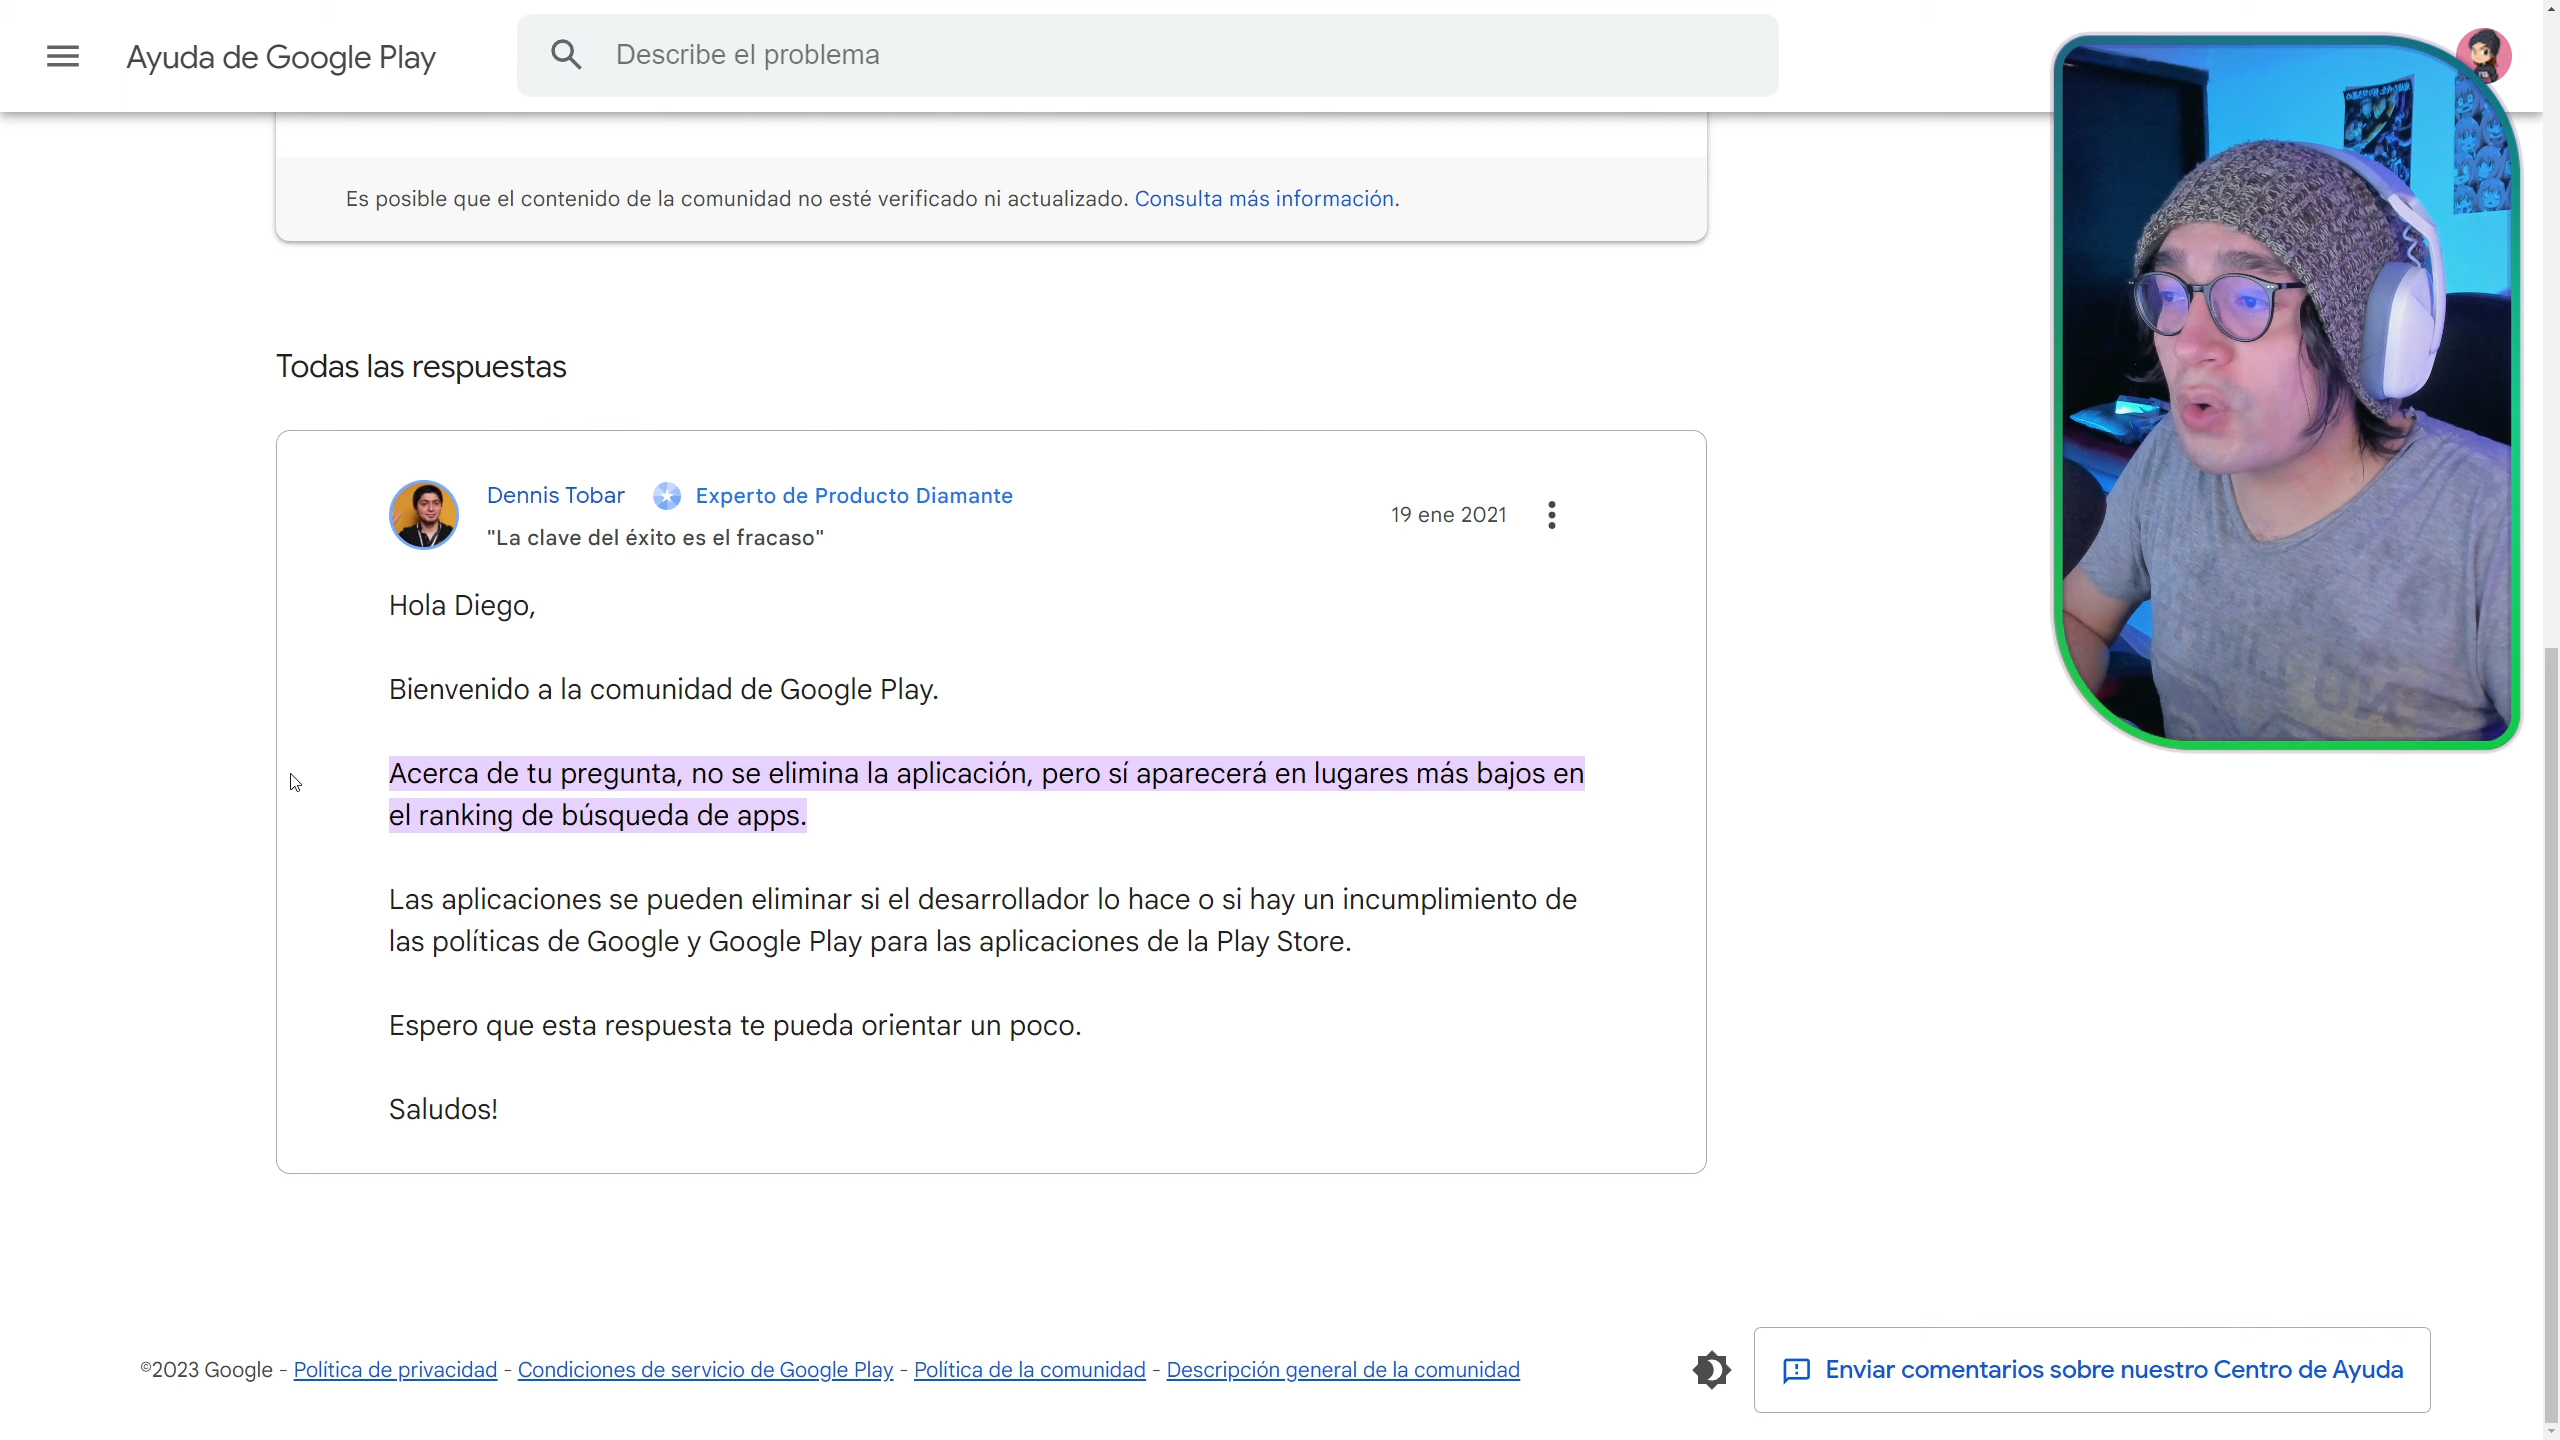 Ayuda de Google Play
Describe el problema
Es posible que el contenido de la comunidad no esté verificado ni actualizado. Consulta más información.
Todas las respuestas
Dennis Tobar Experto de Producto Diamante
"La clave del éxito es el fracaso"
19 ene 2021
Hola Diego,
Bienvenido a la comunidad de Google Play.
Acerca de tu pregunta, no se elimina la aplicación, pero sí aparecerá en lugares más bajos en
el ranking de búsqueda de apps.
Las aplicaciones se pueden eliminar si el desarrollador lo hace o si hay un incumplimiento de
las políticas de Google y Google Play para las aplicaciones de la Play Store.
Espero que esta respuesta te pueda orientar un poco.
Saludos!
©2023 Google - Política de privacidad - Condiciones de servicio de Google Play - Política de la comunidad - Descripción general de la comunidad
Enviar comentarios sobre nuestro Centro de Ayuda